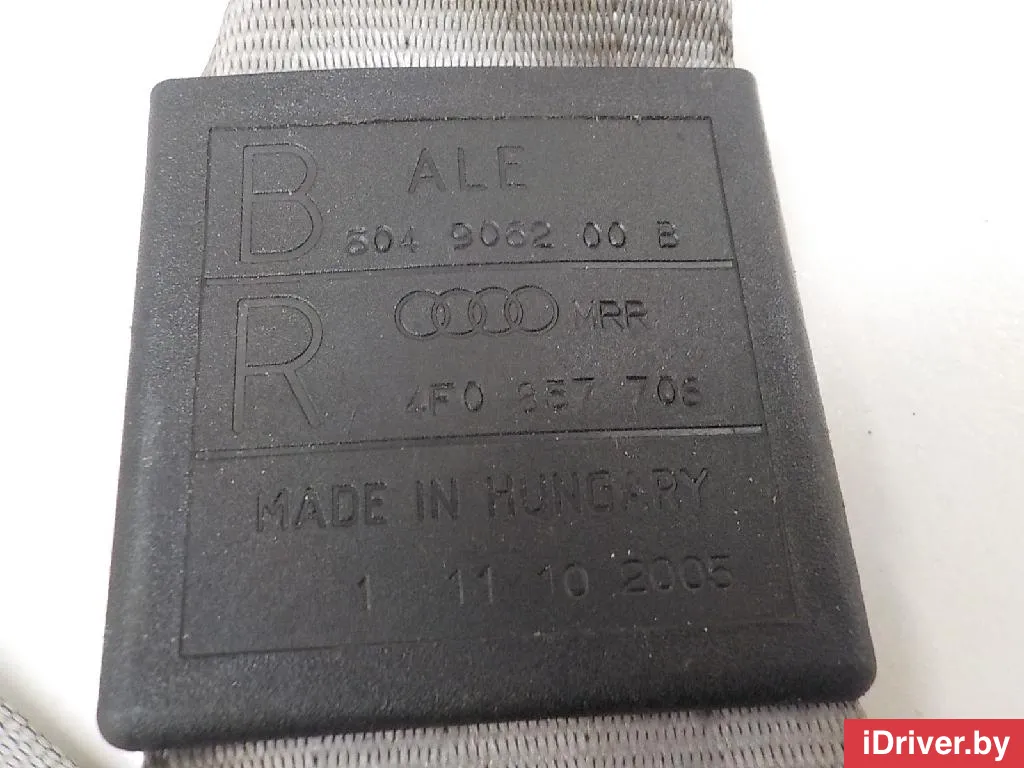 B ALE
604 9062 00 B
R MRR
4F0 857 706
MADE IN HUNGARY
1 11 10 2005
iDriver.by